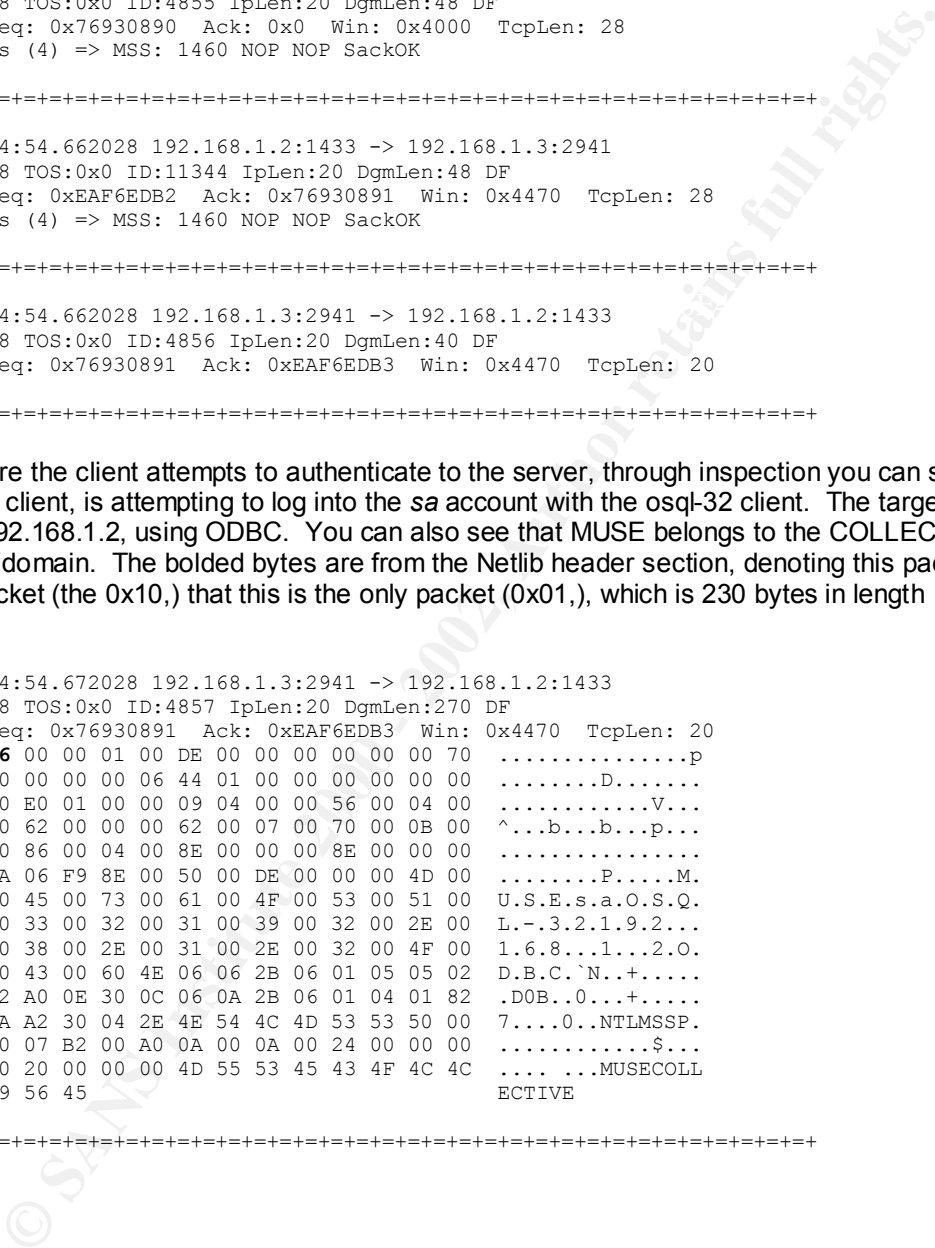 8 TOS:0x0 ID:4855 IpLen:20 DgmLen:48 DF
eq: 0x76930890 Ack: 0x0 Win: 0x4000 TcpLen: 28
s (4) => MSS: 1460 NOP NOP SackOK
=+=+=+=+=+=+=+=+=+=+=+=+=+=+=+=+=+=+=+=+=+=+=+=+=+=+=+=+=+=+=+=+
4:54.662028 192.168.1.2:1433 -> 192.168.1.3:2941
8 TOS:0x0 ID:11344 IpLen:20 DgmLen:48 DF
eq: 0xEAF6EDB2 Ack: 0x76930891 Win: 0x4470 TcpLen: 28
s (4) => MSS: 1460 NOP NOP SackOK
=+=+=+=+=+=+=+=+=+=+=+=+=+=+=+=+=+=+=+=+=+=+=+=+=+=+=+=+=+=+=+=+
4:54.662028 192.168.1.3:2941 -> 192.168.1.2:1433
8 TOS:0x0 ID:4856 IpLen:20 DgmLen:40 DF
eq: 0x76930891 Ack: 0xEAF6EDB3 Win: 0x4470 TcpLen: 20
=+=+=+=+=+=+=+=+=+=+=+=+=+=+=+=+=+=+=+=+=+=+=+=+=+=+=+=+=+=+=+=+
re the client attempts to authenticate to the server, through inspection you can s
client, is attempting to log into the sa account with the osql-32 client. The targe
92.168.1.2, using ODBC. You can also see that MUSE belongs to the COLLEC
domain. The bolded bytes are from the Netlib header section, denoting this pac
cket (the 0x10,) that this is the only packet (0x01,), which is 230 bytes in length
4:54.672028 192.168.1.3:2941 -> 192.168.1.2:1433
8 TOS:0x0 ID:4857 IpLen:20 DgmLen:270 DF
eq: 0x76930891 Ack: 0xEAF6EDB3 Win: 0x4470 TcpLen: 20
6 00 00 01 00 DE 00 00 00 00 00 00 70 ...............p
0 00 00 00 06 44 01 00 00 00 00 00 00 ........D.......
0 E0 01 00 00 09 04 00 00 56 00 04 00 ............V...
0 62 00 00 00 62 00 07 00 70 00 0B 00 ^...b...b...p...
0 86 00 04 00 8E 00 00 00 8E 00 00 00 ................
A 06 F9 8E 00 50 00 DE 00 00 00 4D 00 ........P.....M.
0 45 00 73 00 61 00 4F 00 53 00 51 00 U.S.E.s.a.O.S.Q.
0 33 00 32 00 31 00 39 00 32 00 2E 00 L.-.3.2.1.9.2...
0 38 00 2E 00 31 00 2E 00 32 00 4F 00 1.6.8...1...2.O.
0 43 00 60 4E 06 06 2B 06 01 05 05 02 D.B.C.`N..+.....
2 A0 0E 30 0C 06 0A 2B 06 01 04 01 82 .D0B..0...+.....
A A2 30 04 2E 4E 54 4C 4D 53 53 50 00 7....0..NTLMSSP.
0 07 B2 00 A0 0A 00 0A 00 24 00 00 00 ............$...
0 20 00 00 00 4D 55 53 45 43 4F 4C 4C .... ...MUSECOLL
9 56 45 ECTIVE
=+=+=+=+=+=+=+=+=+=+=+=+=+=+=+=+=+=+=+=+=+=+=+=+=+=+=+=+=+=+=+=+
© SANS Institute 2000 - 2002, Author retains full rights.